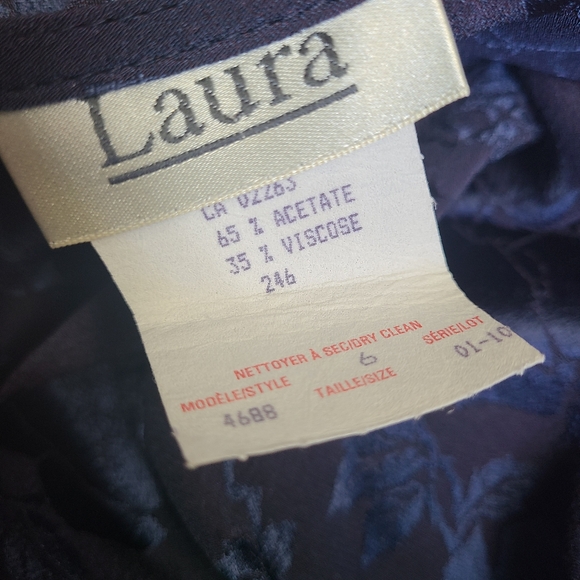 Laura
CA 02263
65 % ACETATE
35 % VISCOSE
246
NETTOYER À SEC/DRY CLEAN
MODÈLE/STYLE 6 SÉRIE/LOT
4688 TAILLE/SIZE 01-10